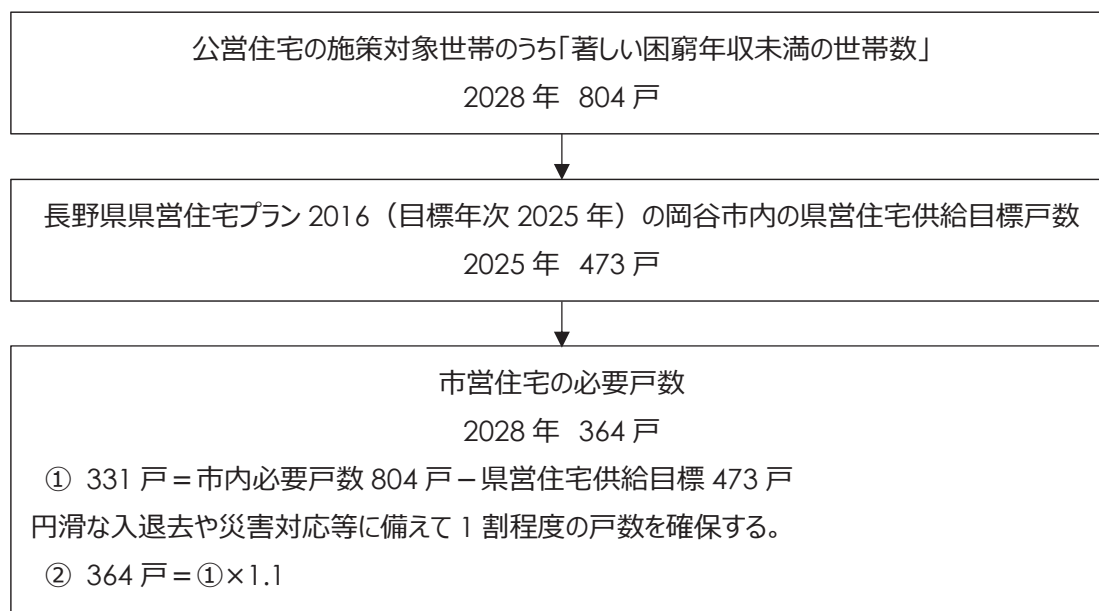 公営住宅の施策対象世帯のうち「著しい困窮年収未満の世帯数」
2028 年 804 戸
長野県県営住宅プラン 2016（目標年次 2025 年）の岡谷市内の県営住宅供給目標戸数
2025 年 473 戸
市営住宅の必要戸数
2028 年 364 戸
① 331 戸＝市内必要戸数 804 戸－県営住宅供給目標 473 戸
円滑な入退去や災害対応等に備えて 1 割程度の戸数を確保する。
② 364 戸＝①×1.1